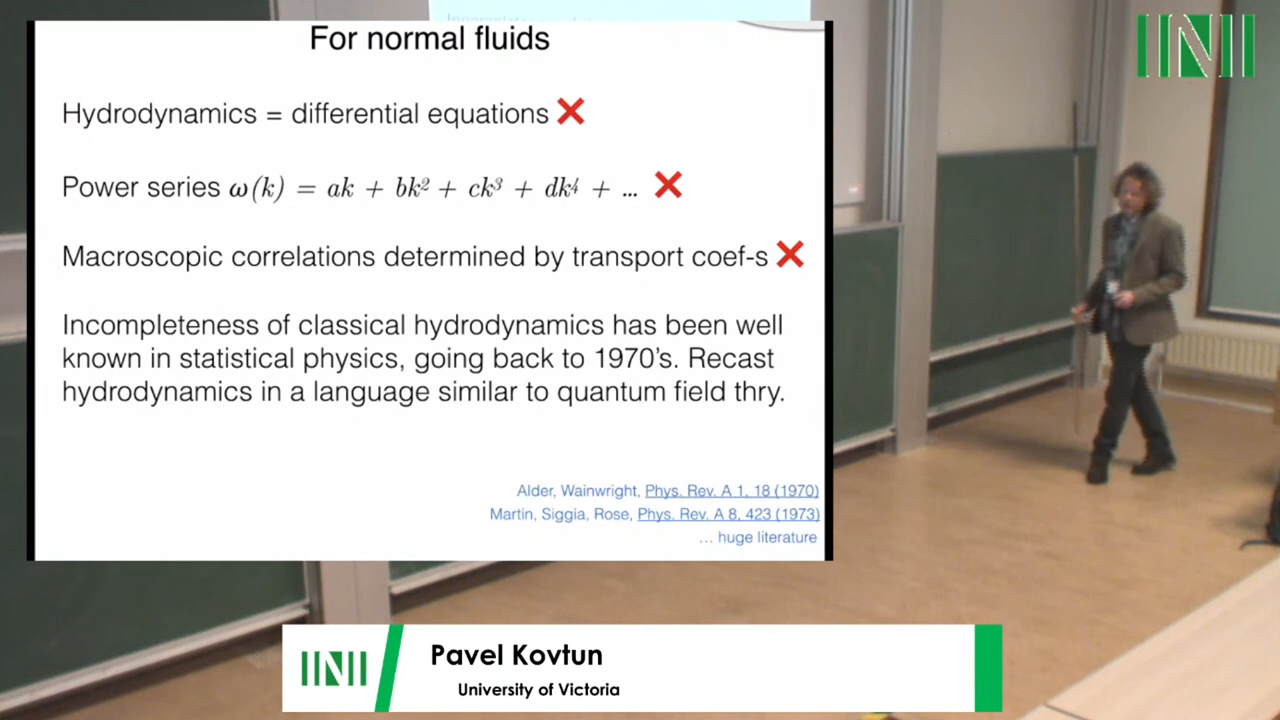 For normal fluids
Hydrodynamics = differential equations ❌
Power series ω(k) = ak + bk² + ck³ + dk⁴ + ... ❌
Macroscopic correlations determined by transport coef-s ❌
Incompleteness of classical hydrodynamics has been well
known in statistical physics, going back to 1970's. Recast
hydrodynamics in a language similar to quantum field thry.
Alder, Wainwright, Phys. Rev. A 1, 18 (1970)
Martin, Siggia, Rose, Phys. Rev. A 8, 423 (1973)
... huge literature
Pavel Kovtun
University of Victoria